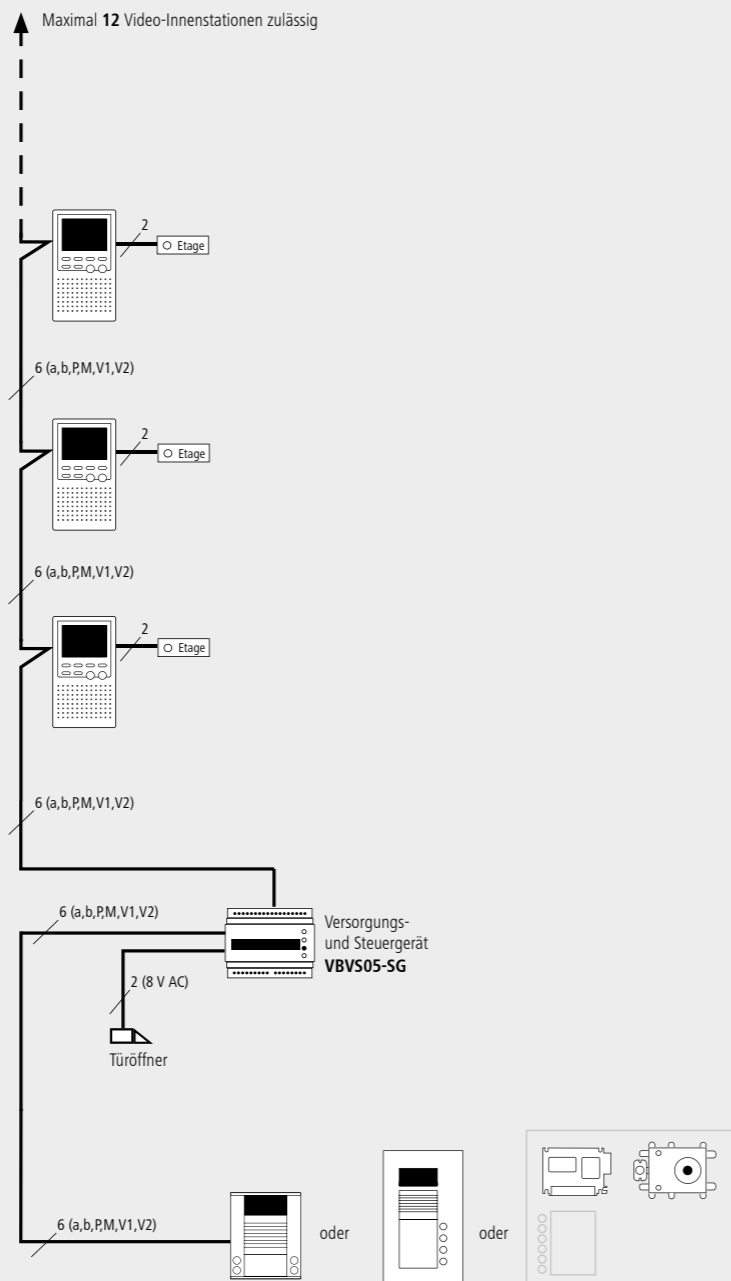 Maximal 12 Video-Innenstationen zulässig
2
Etage
6 (a,b,P,M,V1,V2)
2
Etage
6 (a,b,P,M,V1,V2)
2
Etage
6 (a,b,P,M,V1,V2)
6 (a,b,P,M,V1,V2)
Versorgungs-
und Steuergerät
VBVS05-SG
2 (8 V AC)
Türöffner
6 (a,b,P,M,V1,V2)
oder
oder